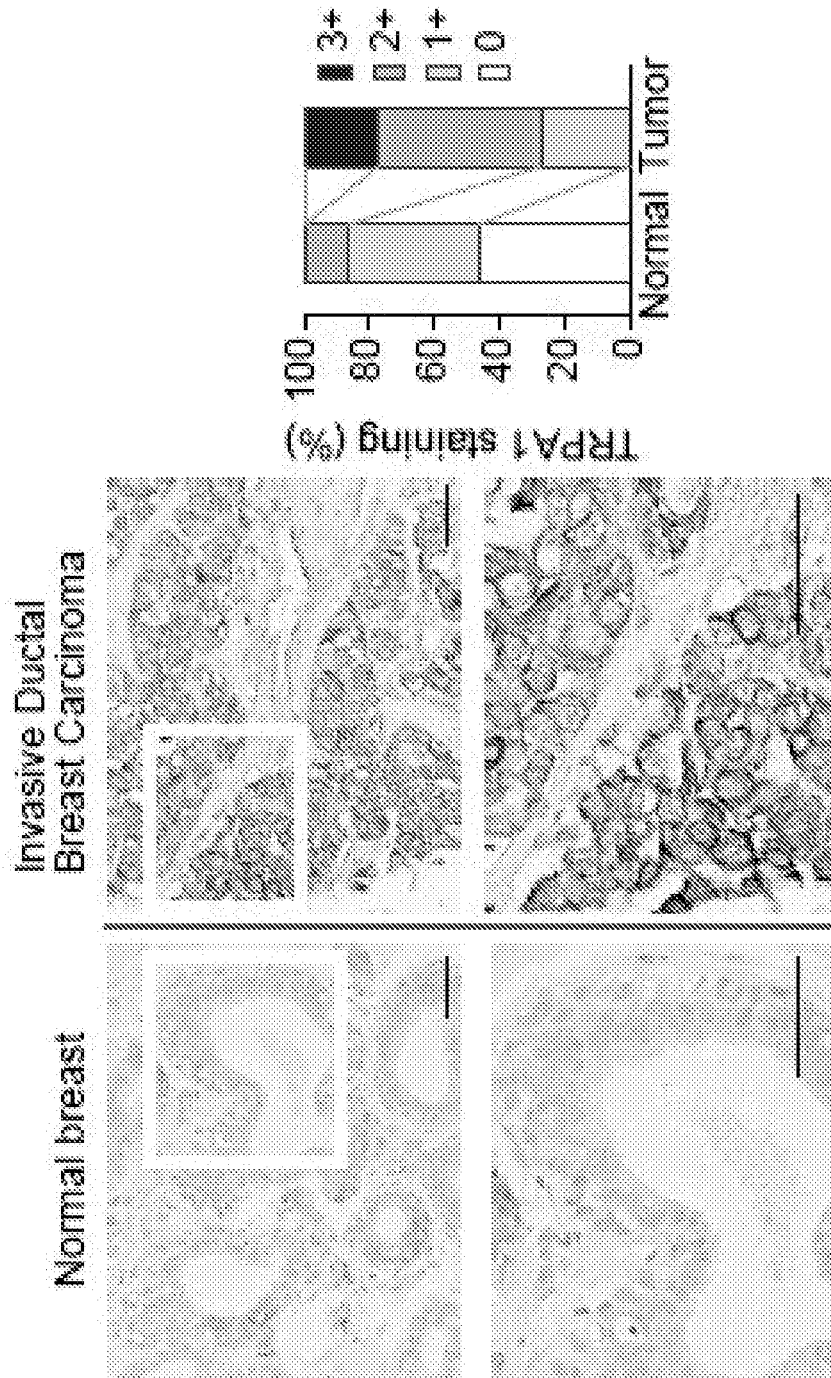 Normal breast
Invasive Ductal
Breast Carcinoma
TRPA1 staining (%)
100
80
60
40
20
0
Normal Tumor
3+
2+
1+
0